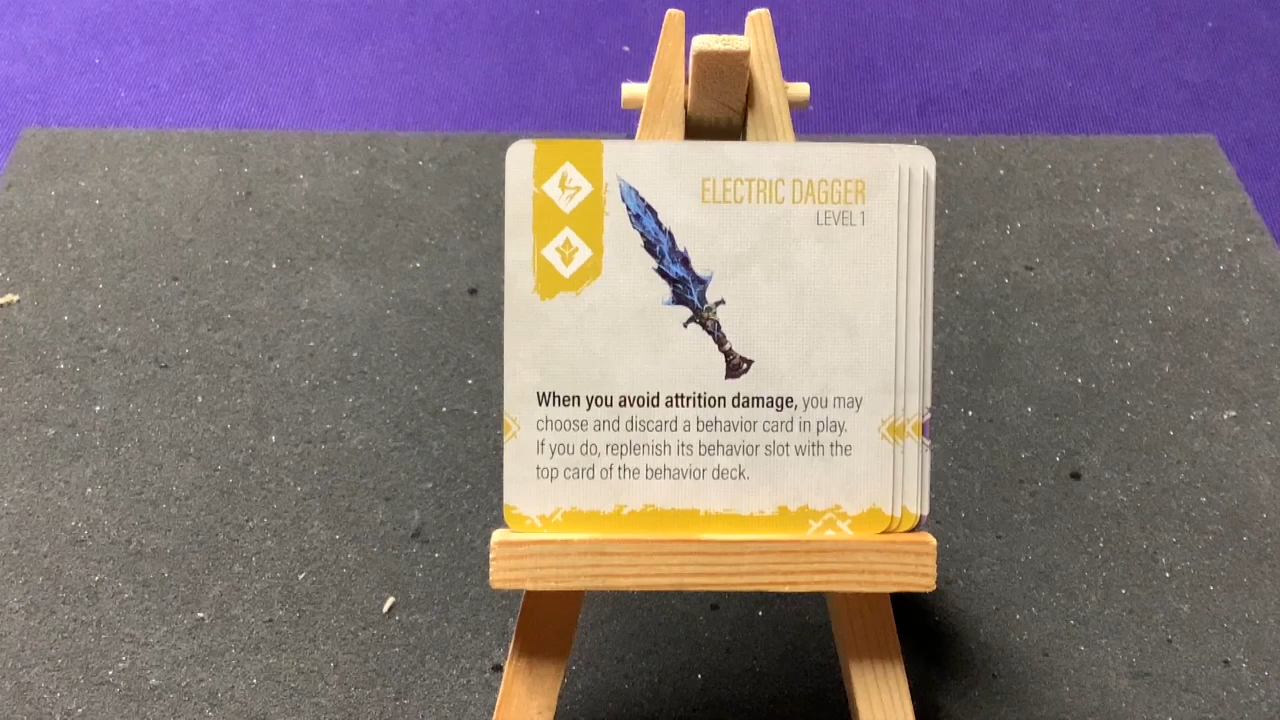 ELECTRIC DAGGER
LEVEL 1
When you avoid attrition damage, you may
choose and discard a behavior card in play.
If you do, replenish its behavior slot with the
top card of the behavior deck.